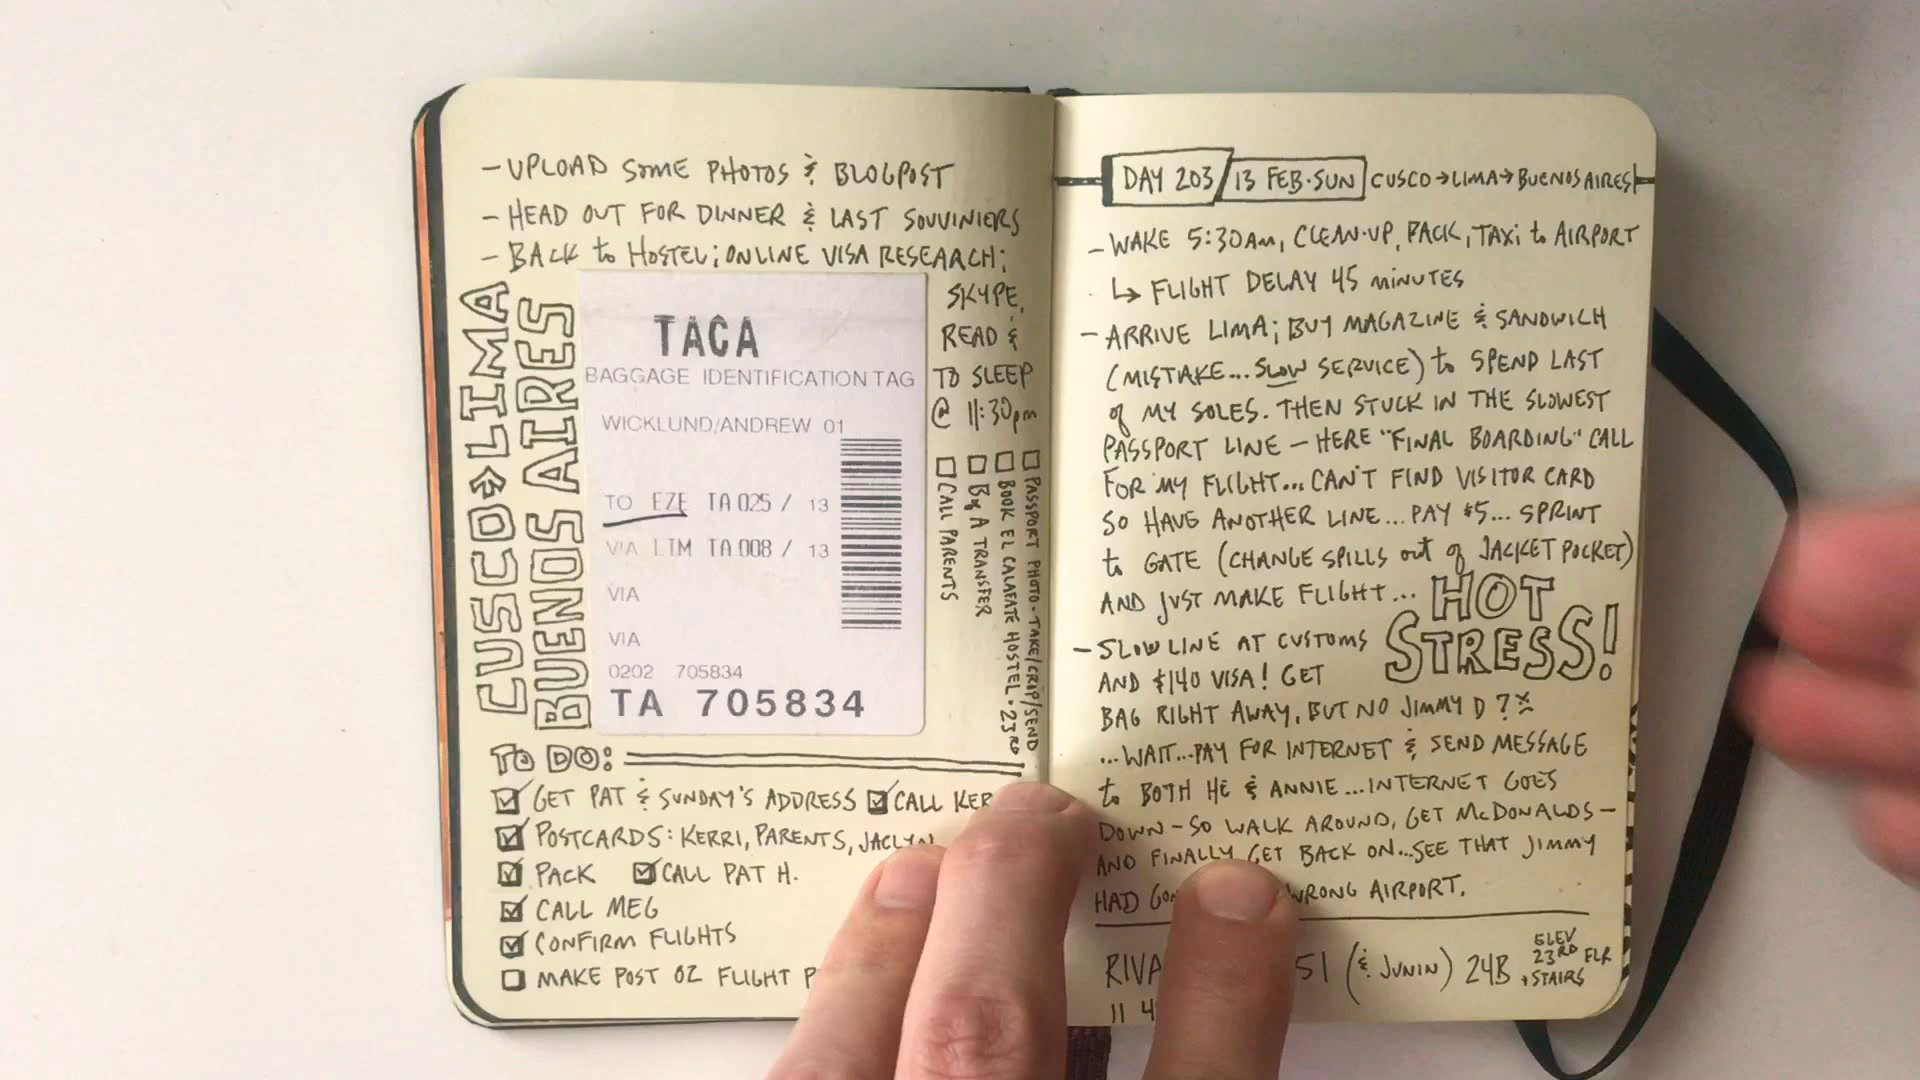 - UPLOAD SOME PHOTOS & BLOGPOST
- HEAD OUT FOR DINNER & LAST SOUVINIERS
- BACK to HOSTEL; ONLINE VISA RESEARCH;
SKYPE,
READ &
TO SLEEP
@ 11:30pm
CUSCO→LIMA
BUENOS AIRES
TACA
BAGGAGE IDENTIFICATION TAG
WICKLUND/ANDREW 01
TO EZE TA 025 / 13
VIA LIM TA 008 / 13
VIA
VIA
0202 705834
TA 705834
☐ PASSPORT PHOTO - TAKE/CRIP/SEND
☐ BOOK EL CALAFATE HOSTEL - 23RD
☐ B of A TRANSFER
☐ CALL PARENTS
TO DO:
☑ GET PAT & SUNDAY'S ADDRESS ☑ CALL
☑ POSTCARDS: KERRI, PARENTS, JACLYN
☑ PACK ☑ CALL PAT H.
☑ CALL MEG
☑ CONFIRM FLIGHTS
☐ MAKE POST OZ FLIGHT
DAY 203 / 13 FEB·SUN CUSCO→LIMA→BUENOS AIRES
- WAKE 5:30AM, CLEAN-UP, PACK, TAXI to AIRPORT
↳ FLIGHT DELAY 45 MINUTES
- ARRIVE LIMA; BUY MAGAZINE & SANDWICH
(MISTAKE... SLOW SERVICE) to SPEND LAST
of MY SOLES. THEN STUCK IN THE SLOWEST
PASSPORT LINE - HERE "FINAL BOARDING" CALL
FOR MY FLIGHT... CAN'T FIND VISITOR CARD
SO HAVE ANOTHER LINE... PAY $5... SPRINT
to GATE (CHANGE SPILLS out of JACKET POCKET)
AND JUST MAKE FLIGHT... HOT
STRESS!
- SLOW LINE AT CUSTOMS
AND $140 VISA! GET
BAG RIGHT AWAY, BUT NO JIMMY D?
...WAIT...PAY FOR INTERNET & SEND MESSAGE
to BOTH HE & ANNIE... INTERNET GOES
DOWN - SO WALK AROUND, GET McDONALDS -
AND FINALLY GET BACK ON...SEE THAT JIMMY
HAD WRONG AIRPORT.
51 (& JUNIN) 24B
ELEV
23RD FLR
+ STAIRS
11